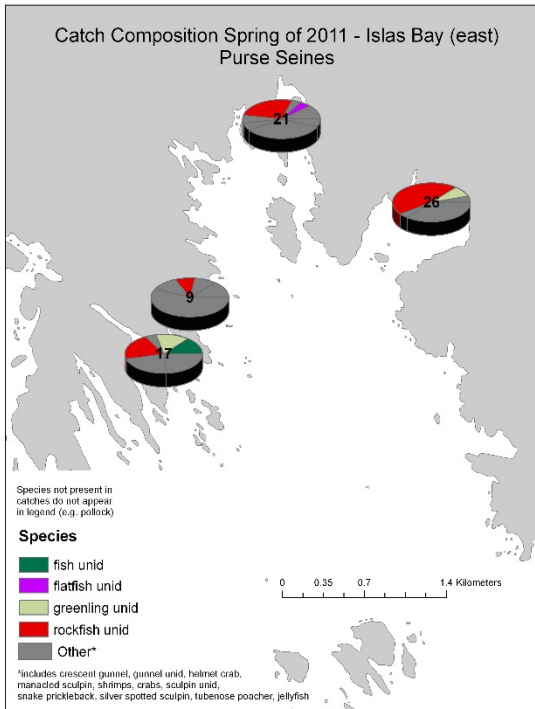 Catch Composition Spring of 2011 - Islas Bay (east)
Purse Seines
21
26
9
17
Species not present in
catches do not appear
in legend (e.g. pollock)
Species
fish unid
flatfish unid
greenling unid
rockfish unid
Other*
0 0.35 0.7 1.4 Kilometers
*includes crescent gunnel, gunnel unid, helmet crab,
manacled sculpin, shrimps, crabs, sculpin unid,
snake prickleback, silver spotted sculpin, tubenose poacher, jellyfish